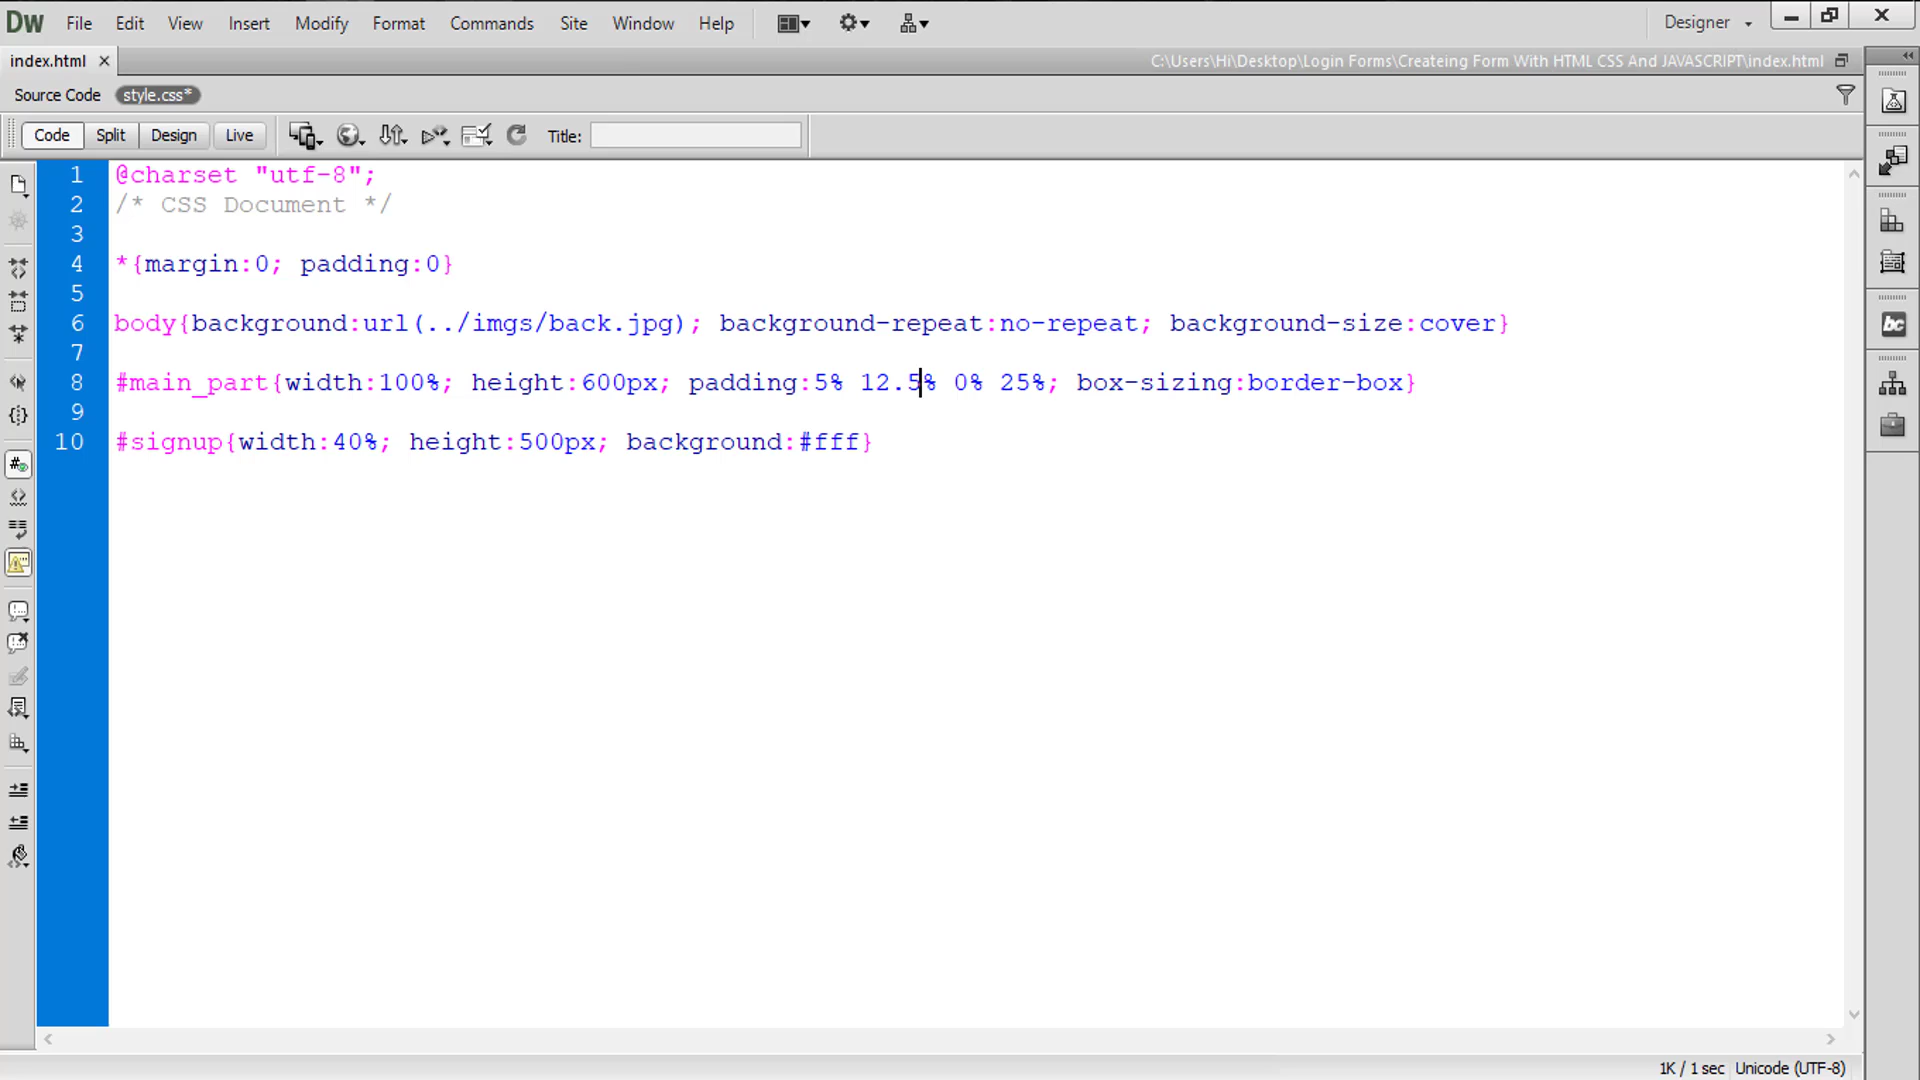 DW File Edit View Insert Modify Format Commands Site Window Help Designer
index.html C:\Users\Hi\Desktop\Login Forms\Createing Form With HTML CSS And JAVASCRIPT\index.html
Source Code style.css*
Code Split Design Live Title:
1 @charset "utf-8";
2 /* CSS Document */
3
4 *{margin:0; padding:0}
5
6 body{background:url(../imgs/back.jpg); background-repeat:no-repeat; background-size:cover}
7
8 #main_part{width:100%; height:600px; padding:5% 12.5% 0% 25%; box-sizing:border-box}
9
10 #signup{width:40%; height:500px; background:#fff}
bc
1K / 1 sec Unicode (UTF-8)